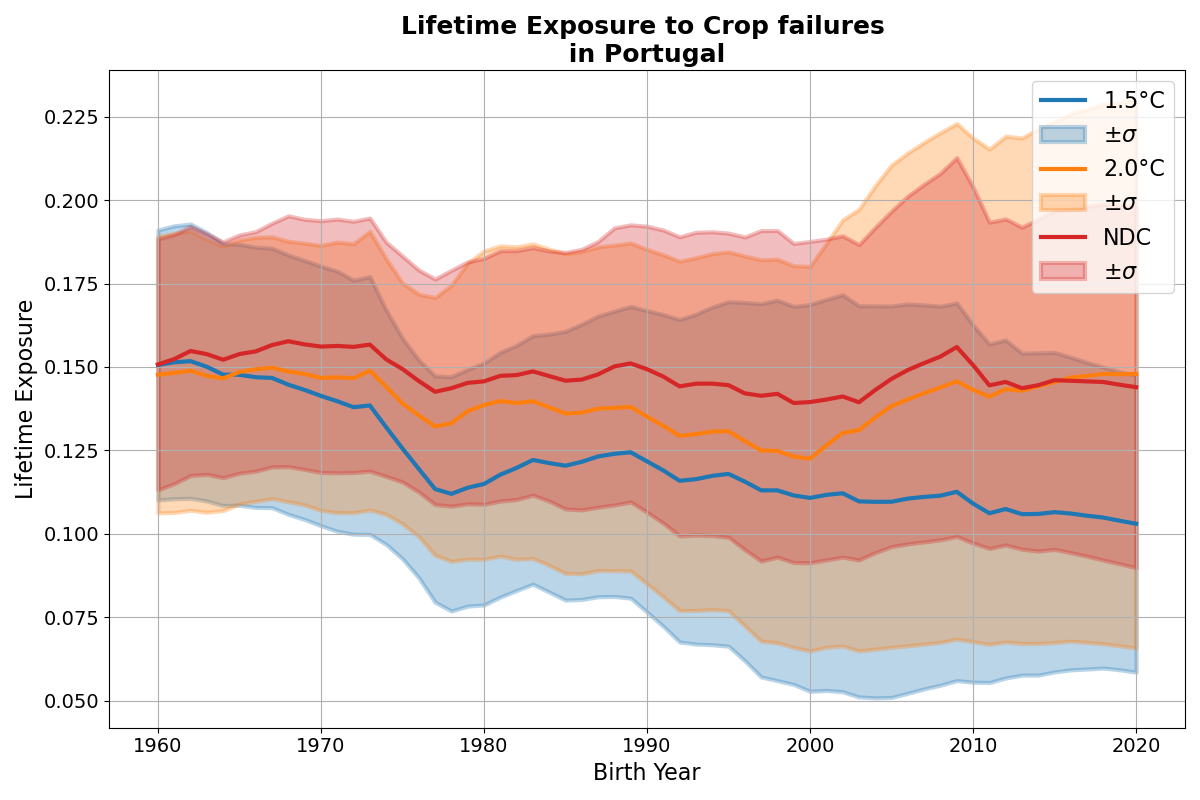 Lifetime Exposure to Crop failures
in Portugal
Lifetime Exposure
0.225
0.200
0.175
0.150
0.125
0.100
0.075
0.050
1960 1970 1980 1990 2000 2010 2020
Birth Year
1.5°C
±σ
2.0°C
±σ
NDC
±σ